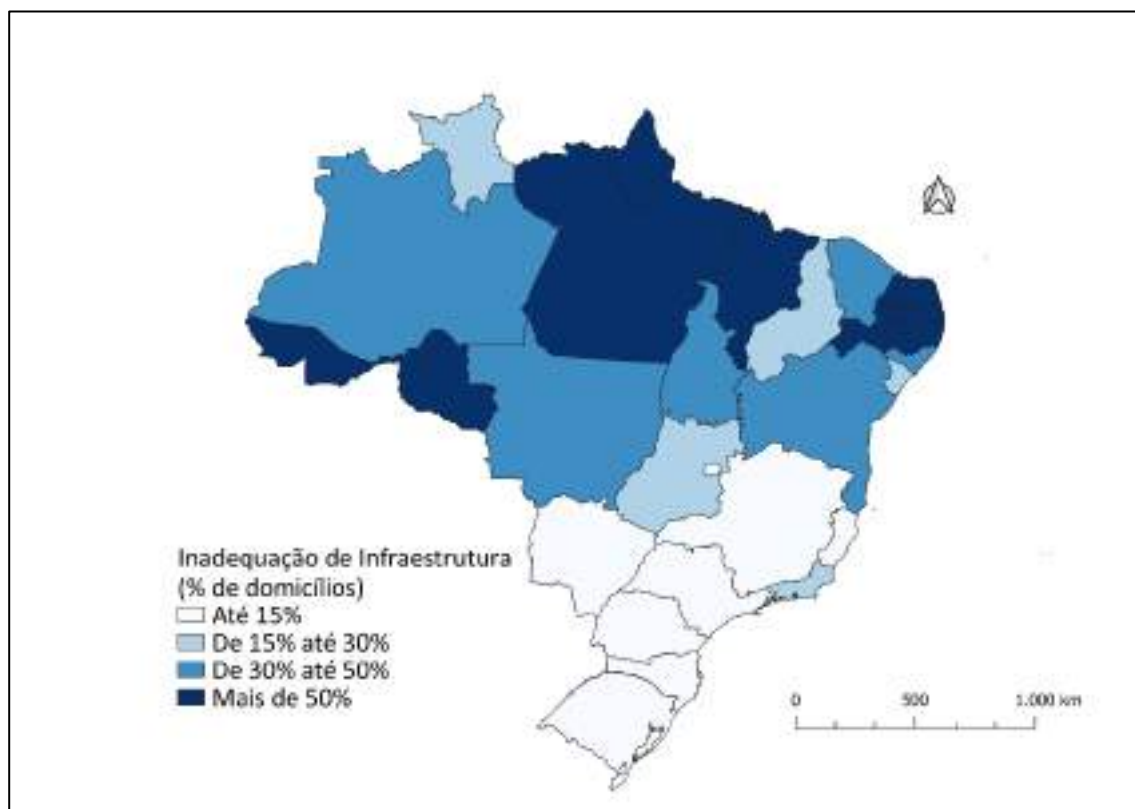 Inadequação de Infraestrutura
(% de domicílios)
Até 15%
De 15% até 30%
De 30% até 50%
Mais de 50%
0 500 1.000 km